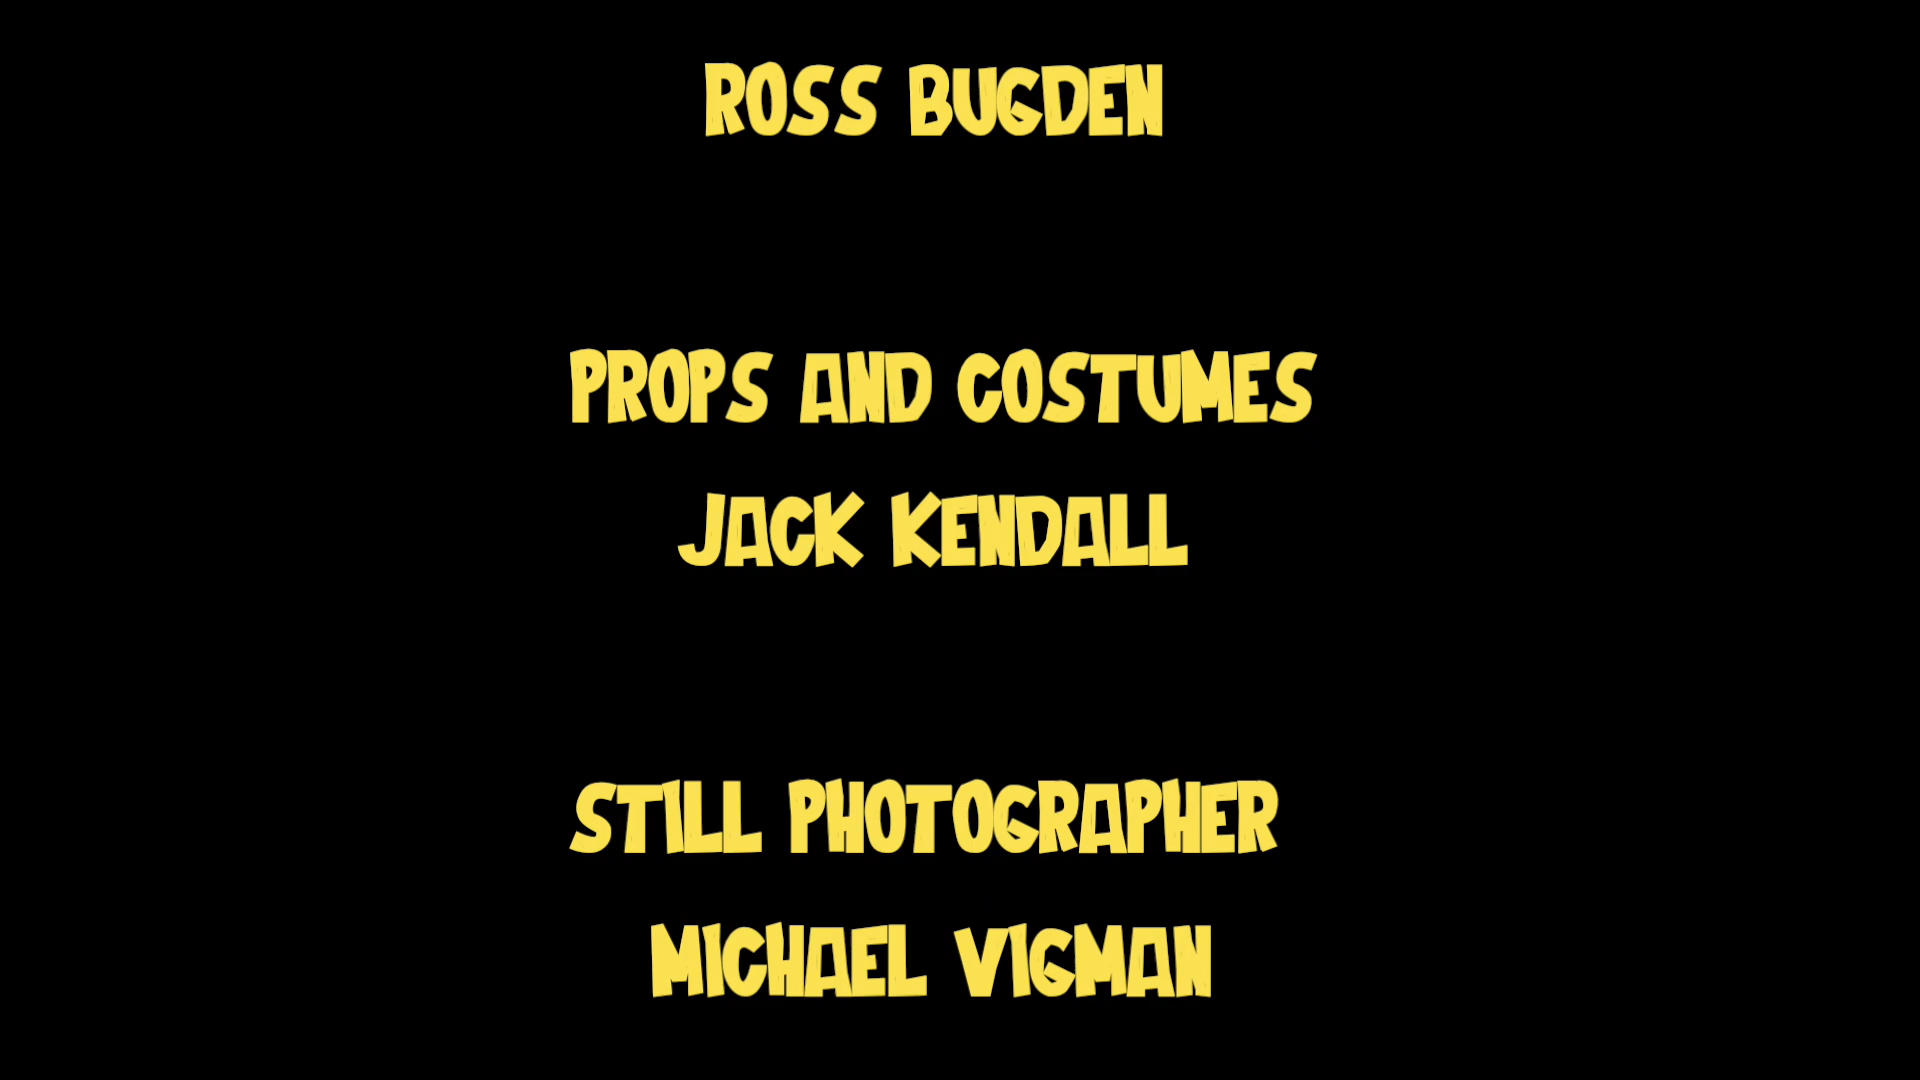 ROSS BUGDEN
PROPS AND COSTUMES
JACK KENDALL
STILL PHOTOGRAPHER
MICHAEL VIGMAN